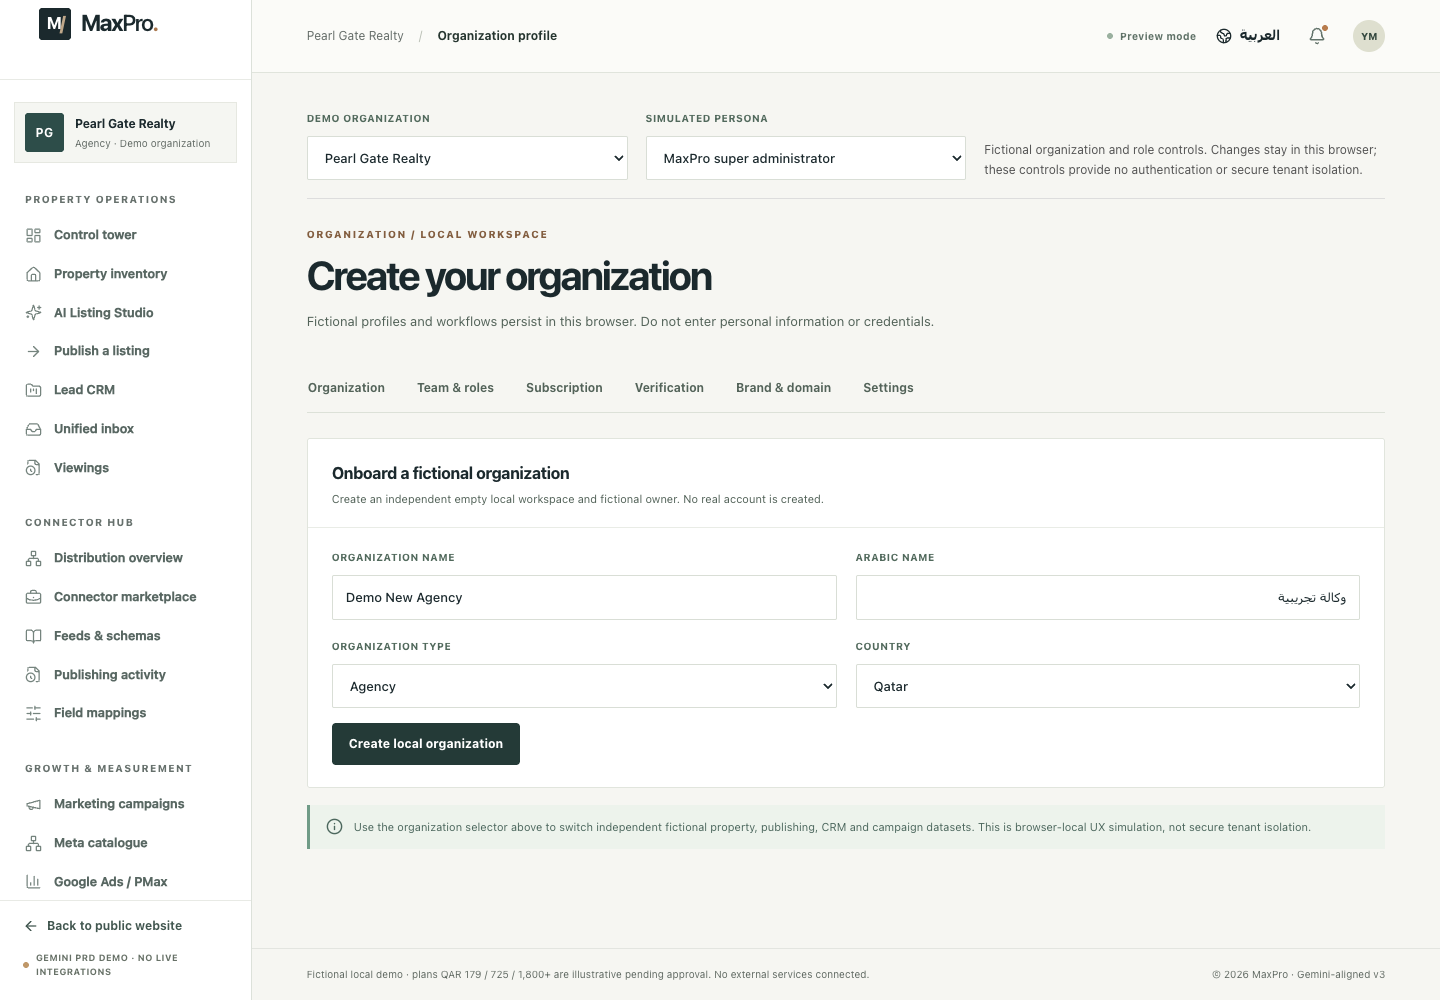 M/ MaxPro.
PG
Pearl Gate Realty
Agency · Demo organization
PROPERTY OPERATIONS
Control tower
Property inventory
AI Listing Studio
Publish a listing
Lead CRM
Unified inbox
Viewings
CONNECTOR HUB
Distribution overview
Connector marketplace
Feeds & schemas
Publishing activity
Field mappings
GROWTH & MEASUREMENT
Marketing campaigns
Meta catalogue
Google Ads / PMax
Back to public website
GEMINI PRD DEMO · NO LIVE
INTEGRATIONS
Pearl Gate Realty / Organization profile
Preview mode
العربية
YM
DEMO ORGANIZATION
Pearl Gate Realty
SIMULATED PERSONA
MaxPro super administrator
Fictional organization and role controls. Changes stay in this browser;
these controls provide no authentication or secure tenant isolation.
ORGANIZATION / LOCAL WORKSPACE
Create your organization
Fictional profiles and workflows persist in this browser. Do not enter personal information or credentials.
Organization Team & roles Subscription Verification Brand & domain Settings
Onboard a fictional organization
Create an independent empty local workspace and fictional owner. No real account is created.
ORGANIZATION NAME
Demo New Agency
ARABIC NAME
وكالة تجريبية
ORGANIZATION TYPE
Agency
COUNTRY
Qatar
Create local organization
Use the organization selector above to switch independent fictional property, publishing, CRM and campaign datasets. This is browser-local UX simulation, not secure tenant isolation.
Fictional local demo · plans QAR 179 / 725 / 1,800+ are illustrative pending approval. No external services connected.
© 2026 MaxPro · Gemini-aligned v3